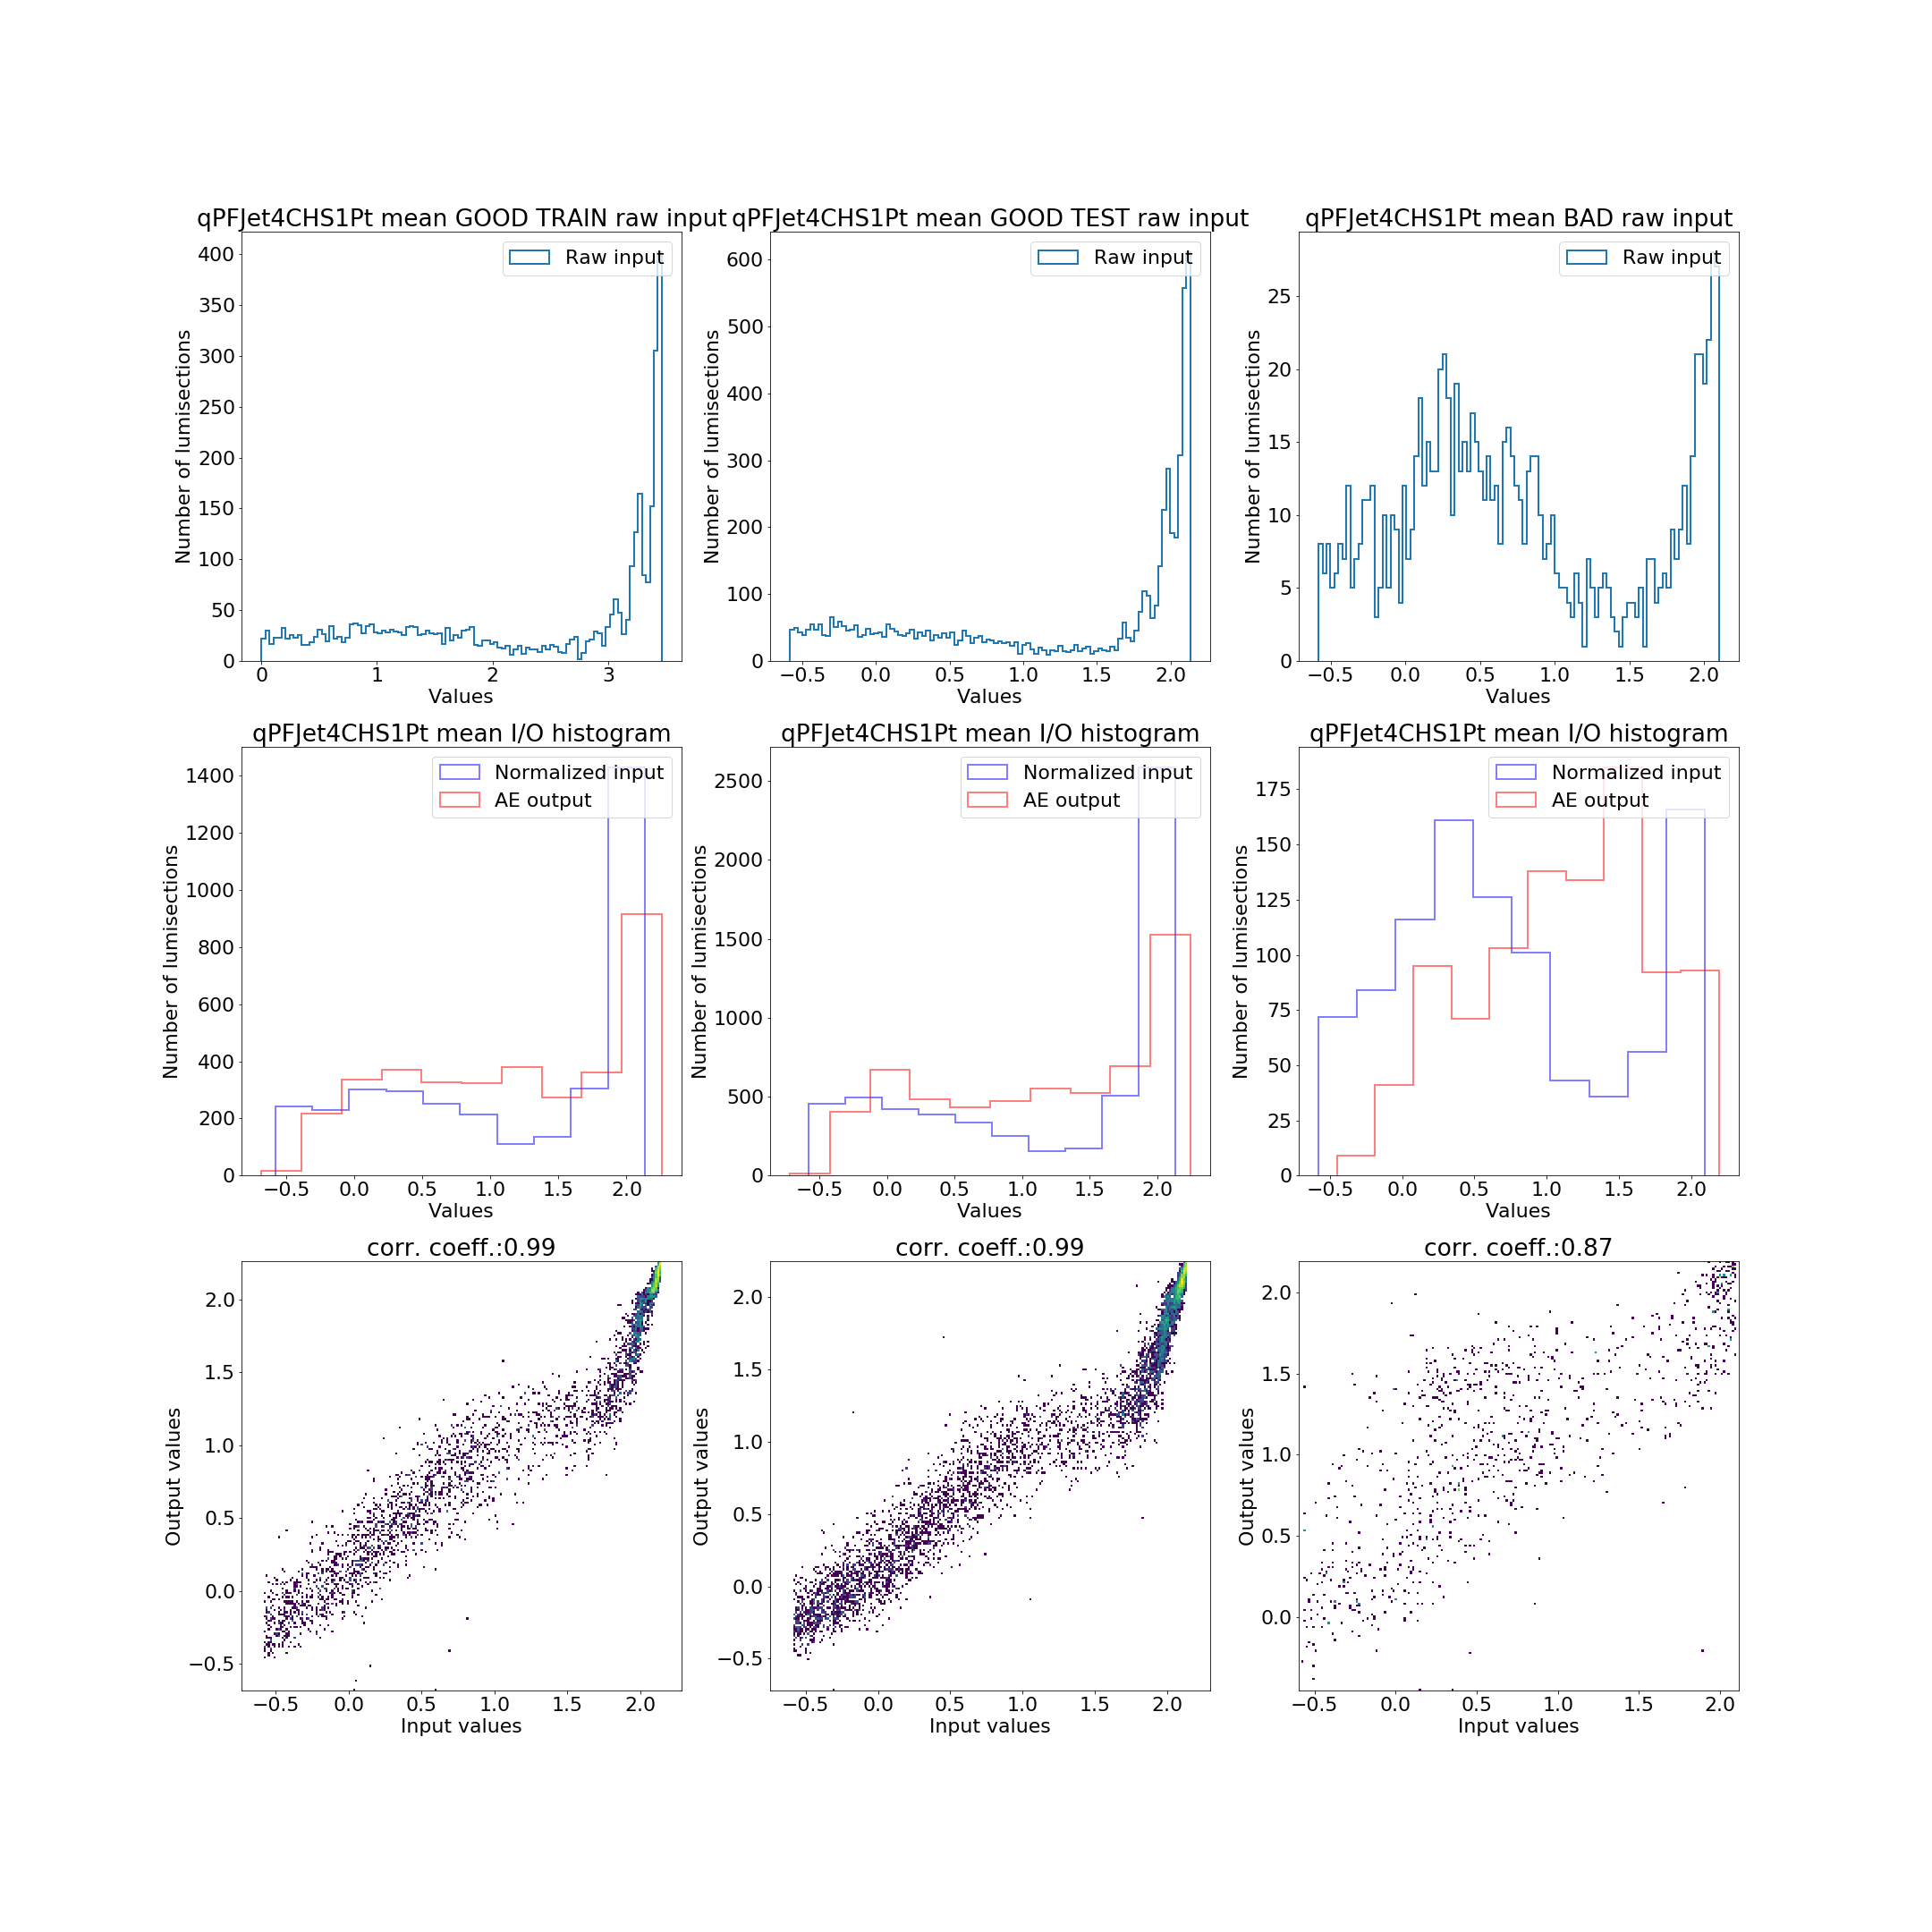 qPFJet4CHS1Pt mean GOOD TRAIN raw input
Raw input
Number of lumisections
400
350
300
250
200
150
100
50
0
0 1 2 3
Values
qPFJet4CHS1Pt mean GOOD TEST raw input
Raw input
Number of lumisections
600
500
400
300
200
100
0
−0.5 0.0 0.5 1.0 1.5 2.0
Values
qPFJet4CHS1Pt mean BAD raw input
Raw input
Number of lumisections
25
20
15
10
5
0
−0.5 0.0 0.5 1.0 1.5 2.0
Values
qPFJet4CHS1Pt mean I/O histogram
Normalized input
AE output
Number of lumisections
1400
1200
1000
800
600
400
200
0
−0.5 0.0 0.5 1.0 1.5 2.0
Values
qPFJet4CHS1Pt mean I/O histogram
Normalized input
AE output
Number of lumisections
2500
2000
1500
1000
500
0
−0.5 0.0 0.5 1.0 1.5 2.0
Values
qPFJet4CHS1Pt mean I/O histogram
Normalized input
AE output
Number of lumisections
175
150
125
100
75
50
25
0
−0.5 0.0 0.5 1.0 1.5 2.0
Values
corr. coeff.:0.99
Output values
2.0
1.5
1.0
0.5
0.0
−0.5
−0.5 0.0 0.5 1.0 1.5 2.0
Input values
corr. coeff.:0.99
Output values
2.0
1.5
1.0
0.5
0.0
−0.5
−0.5 0.0 0.5 1.0 1.5 2.0
Input values
corr. coeff.:0.87
Output values
2.0
1.5
1.0
0.5
0.0
−0.5 0.0 0.5 1.0 1.5 2.0
Input values